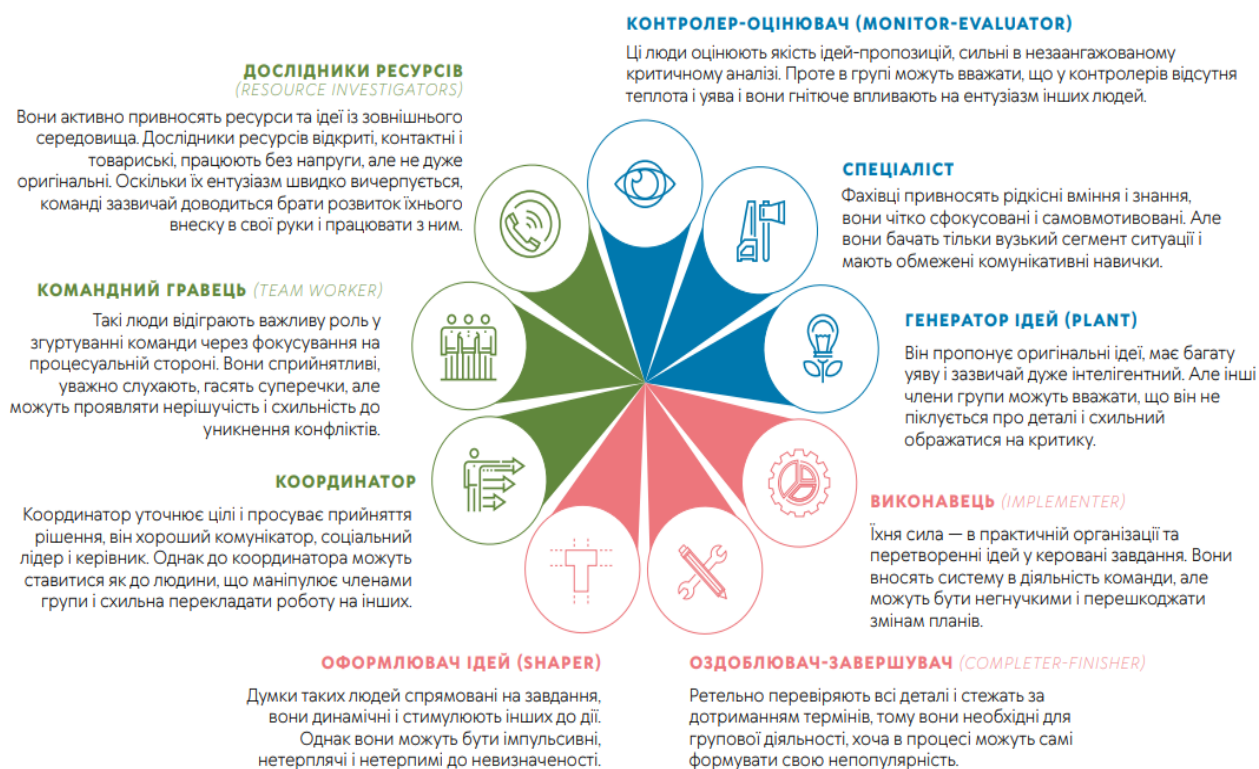 КОНТРОЛЕР-ОЦІНЮВАЧ (MONITOR-EVALUATOR)
Ці люди оцінюють якість ідей-пропозицій, сильні в незаангажованому
критичному аналізі. Проте в групі можуть вважати, що у контролерів відсутня
теплота і уява і вони гнітюче впливають на ентузіазм інших людей.
ДОСЛІДНИКИ РЕСУРСІВ
(RESOURCE INVESTIGATORS)
Вони активно привносять ресурси та ідеї із зовнішнього
середовища. Дослідники ресурсів відкриті, контактні і
товариські, працюють без напруги, але не дуже
оригінальні. Оскільки їх ентузіазм швидко вичерпується,
команді зазвичай доводиться брати розвиток їхнього
внеску в свої руки і працювати з ним.
СПЕЦІАЛІСТ
Фахівці привносять рідкісні вміння і знання,
вони чітко сфокусовані і самовмотивовані. Але
вони бачать тільки вузький сегмент ситуації і
мають обмежені комунікативні навички.
КОМАНДНИЙ ГРАВЕЦЬ (TEAM WORKER)
Такі люди відіграють важливу роль у
згуртуванні команди через фокусування на
процесуальній стороні. Вони сприйнятливі,
уважно слухають, гасять суперечки, але
можуть проявляти нерішучість і схильність до
уникнення конфліктів.
ГЕНЕРАТОР ІДЕЙ (PLANT)
Він пропонує оригінальні ідеї, має багату
уяву і зазвичай дуже інтелігентний. Але інші
члени групи можуть вважати, що він не
піклується про деталі і схильний
ображатися на критику.
КООРДИНАТОР
Координатор уточнює цілі і просуває прийняття
рішення, він хороший комунікатор, соціальний
лідер і керівник. Однак до координатора можуть
ставитися як до людини, що маніпулює членами
групи і схильна перекладати роботу на інших.
ВИКОНАВЕЦЬ (IMPLEMENTER)
Їхня сила — в практичній організації та
перетворенні ідей у керовані завдання. Вони
вносять систему в діяльність команди, але
можуть бути негнучкими і перешкоджати
змінам планів.
ОФОРМЛЮВАЧ ІДЕЙ (SHAPER)
Думки таких людей спрямовані на завдання,
вони динамічні і стимулюють інших до дії.
Однак вони можуть бути імпульсивні,
нетерплячі і нетерпимі до невизначеності.
ОЗДОБЛЮВАЧ-ЗАВЕРШУВАЧ (COMPLETER-FINISHER)
Ретельно перевіряють всі деталі і стежать за
дотриманням термінів, тому вони необхідні для
групової діяльності, хоча в процесі можуть самі
формувати свою непопулярність.